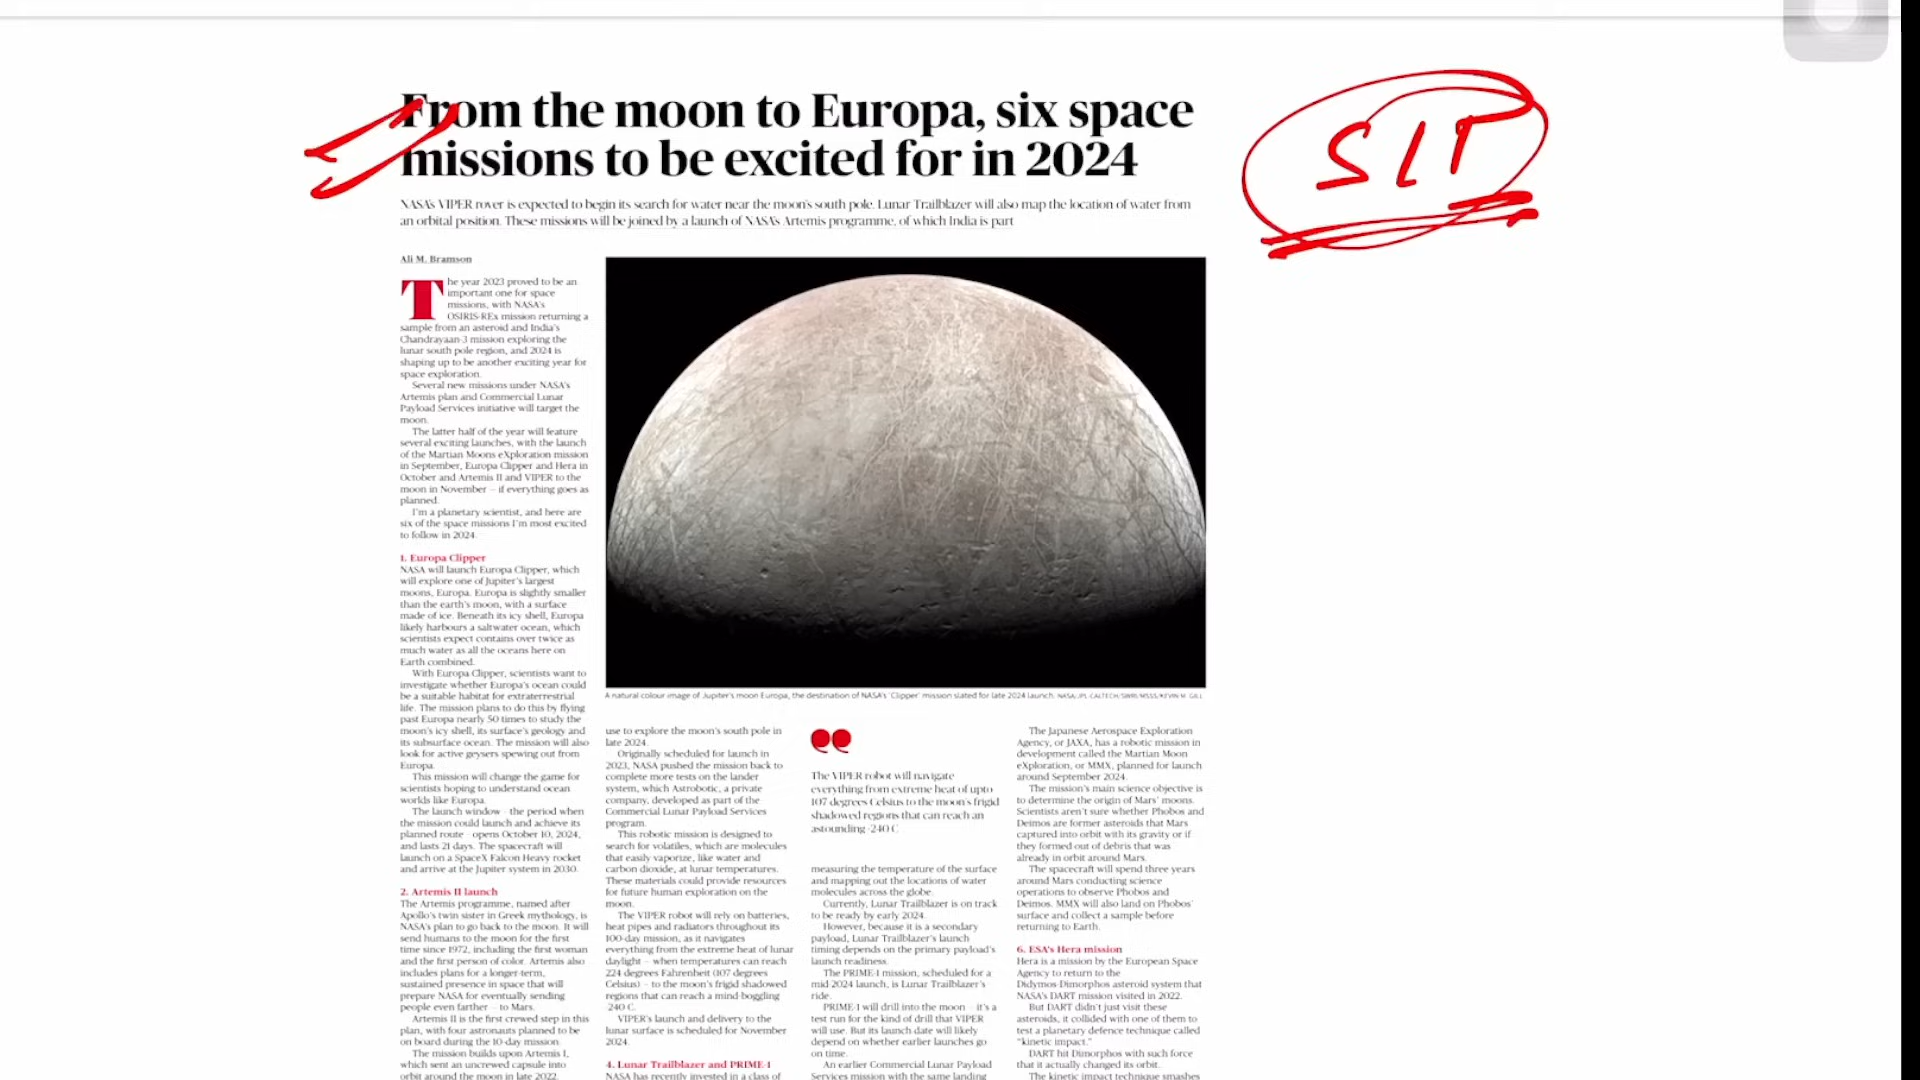 From the moon to Europa, six space
missions to be excited for in 2024
SIT
NASA's VIPER rover is expected to begin its search for water near the moon's south pole. Lunar Trailblazer will also map the location of water from
an orbital position. These missions will be joined by a launch of NASA's Artemis programme, of which India is part
Ali M. Bramson
The year 2023 proved to be an
important one for space
missions, with NASA's
OSIRIS-REx mission returning a
sample from an asteroid and India's
Chandrayaan-3 mission exploring the
lunar south pole region, and 2024 is
shaping up to be another exciting year for
space exploration.
Several new missions under NASA's
Artemis plan and Commercial Lunar
Payload Services initiative will target the
moon.
The latter half of the year will feature
several exciting launches, with the launch
of the Martian Moons eXploration mission
in September, Europa Clipper and Hera in
October and Artemis II and VIPER to the
moon in November – if everything goes as
planned.
I'm a planetary scientist, and here are
six of the space missions I'm most excited
to follow in 2024.
1. Europa Clipper
NASA will launch Europa Clipper, which
will explore one of Jupiter's largest
moons, Europa. Europa is slightly smaller
than the earth's moon, with a surface
made of ice. Beneath its icy shell, Europa
likely harbours a saltwater ocean, which
scientists expect contains over twice as
much water as all the oceans here on
Earth combined.
With Europa Clipper, scientists want to
investigate whether Europa's ocean could
be a suitable habitat for extraterrestrial
life. The mission plans to do this by flying
past Europa nearly 50 times to study the
moon's icy shell, its surface's geology and
its subsurface ocean. The mission will also
look for active geysers spewing out from
Europa.
This mission will change the game for
scientists hoping to understand ocean
worlds like Europa.
The launch window – the period when
the mission could launch and achieve its
planned route – opens October 10, 2024,
and lasts 21 days. The spacecraft will
launch on a SpaceX Falcon Heavy rocket
and arrive at the Jupiter system in 2030.
2. Artemis II launch
The Artemis programme, named after
Apollo's twin sister in Greek mythology, is
NASA's plan to go back to the moon. It will
send humans to the moon for the first
time since 1972, including the first woman
and the first person of color. Artemis also
includes plans for a longer-term,
sustained presence in space that will
prepare NASA for eventually sending
people even farther – to Mars.
Artemis II is the first crewed step in this
plan, with four astronauts planned to be
on board during the 10-day mission.
The mission builds upon Artemis I,
which sent an uncrewed capsule into
orbit around the moon in late 2022.
A natural colour image of Jupiter's moon Europa, the destination of NASA's 'Clipper' mission slated for late 2024 launch. NASA/JPL-CALTECH/SWRI/MSSS/KEVIN M. GILL
use to explore the moon's south pole in
late 2024.
Originally scheduled for launch in
2023, NASA pushed the mission back to
complete more tests on the lander
system, which Astrobotic, a private
company, developed as part of the
Commercial Lunar Payload Services
program.
This robotic mission is designed to
search for volatiles, which are molecules
that easily vaporize, like water and
carbon dioxide, at lunar temperatures.
These materials could provide resources
for future human exploration on the
moon.
The VIPER robot will rely on batteries,
heat pipes and radiators throughout its
100-day mission, as it navigates
everything from the extreme heat of lunar
daylight – when temperatures can reach
224 degrees Fahrenheit (107 degrees
Celsius) – to the moon's frigid shadowed
regions that can reach a mind-boggling
-240 C.
VIPER's launch and delivery to the
lunar surface is scheduled for November
2024.
4. Lunar Trailblazer and PRIME-1
NASA has recently invested in a class of
The VIPER robot will navigate
everything from extreme heat of upto
107 degrees Celsius to the moon's frigid
shadowed regions that can reach an
astounding -240 C
measuring the temperature of the surface
and mapping out the locations of water
molecules across the globe.
Currently, Lunar Trailblazer is on track
to be ready by early 2024.
However, because it is a secondary
payload, Lunar Trailblazer's launch
timing depends on the primary payload's
launch readiness.
The PRIME-1 mission, scheduled for a
mid 2024 launch, is Lunar Trailblazer's
ride.
PRIME-1 will drill into the moon – it's a
test run for the kind of drill that VIPER
will use. But its launch date will likely
depend on whether earlier launches go
on time.
An earlier Commercial Lunar Payload
Services mission with the same landing
The Japanese Aerospace Exploration
Agency, or JAXA, has a robotic mission in
development called the Martian Moon
eXploration, or MMX, planned for launch
around September 2024.
The mission's main science objective is
to determine the origin of Mars' moons.
Scientists aren't sure whether Phobos and
Deimos are former asteroids that Mars
captured into orbit with its gravity or if
they formed out of debris that was
already in orbit around Mars.
The spacecraft will spend three years
around Mars conducting science
operations to observe Phobos and
Deimos. MMX will also land on Phobos'
surface and collect a sample before
returning to Earth.
6. ESA's Hera mission
Hera is a mission by the European Space
Agency to return to the
Didymos-Dimorphos asteroid system that
NASA's DART mission visited in 2022.
But DART didn't just visit these
asteroids, it collided with one of them to
test a planetary defence technique called
"kinetic impact."
DART hit Dimorphos with such force
that it actually changed its orbit.
The kinetic impact technique smashes